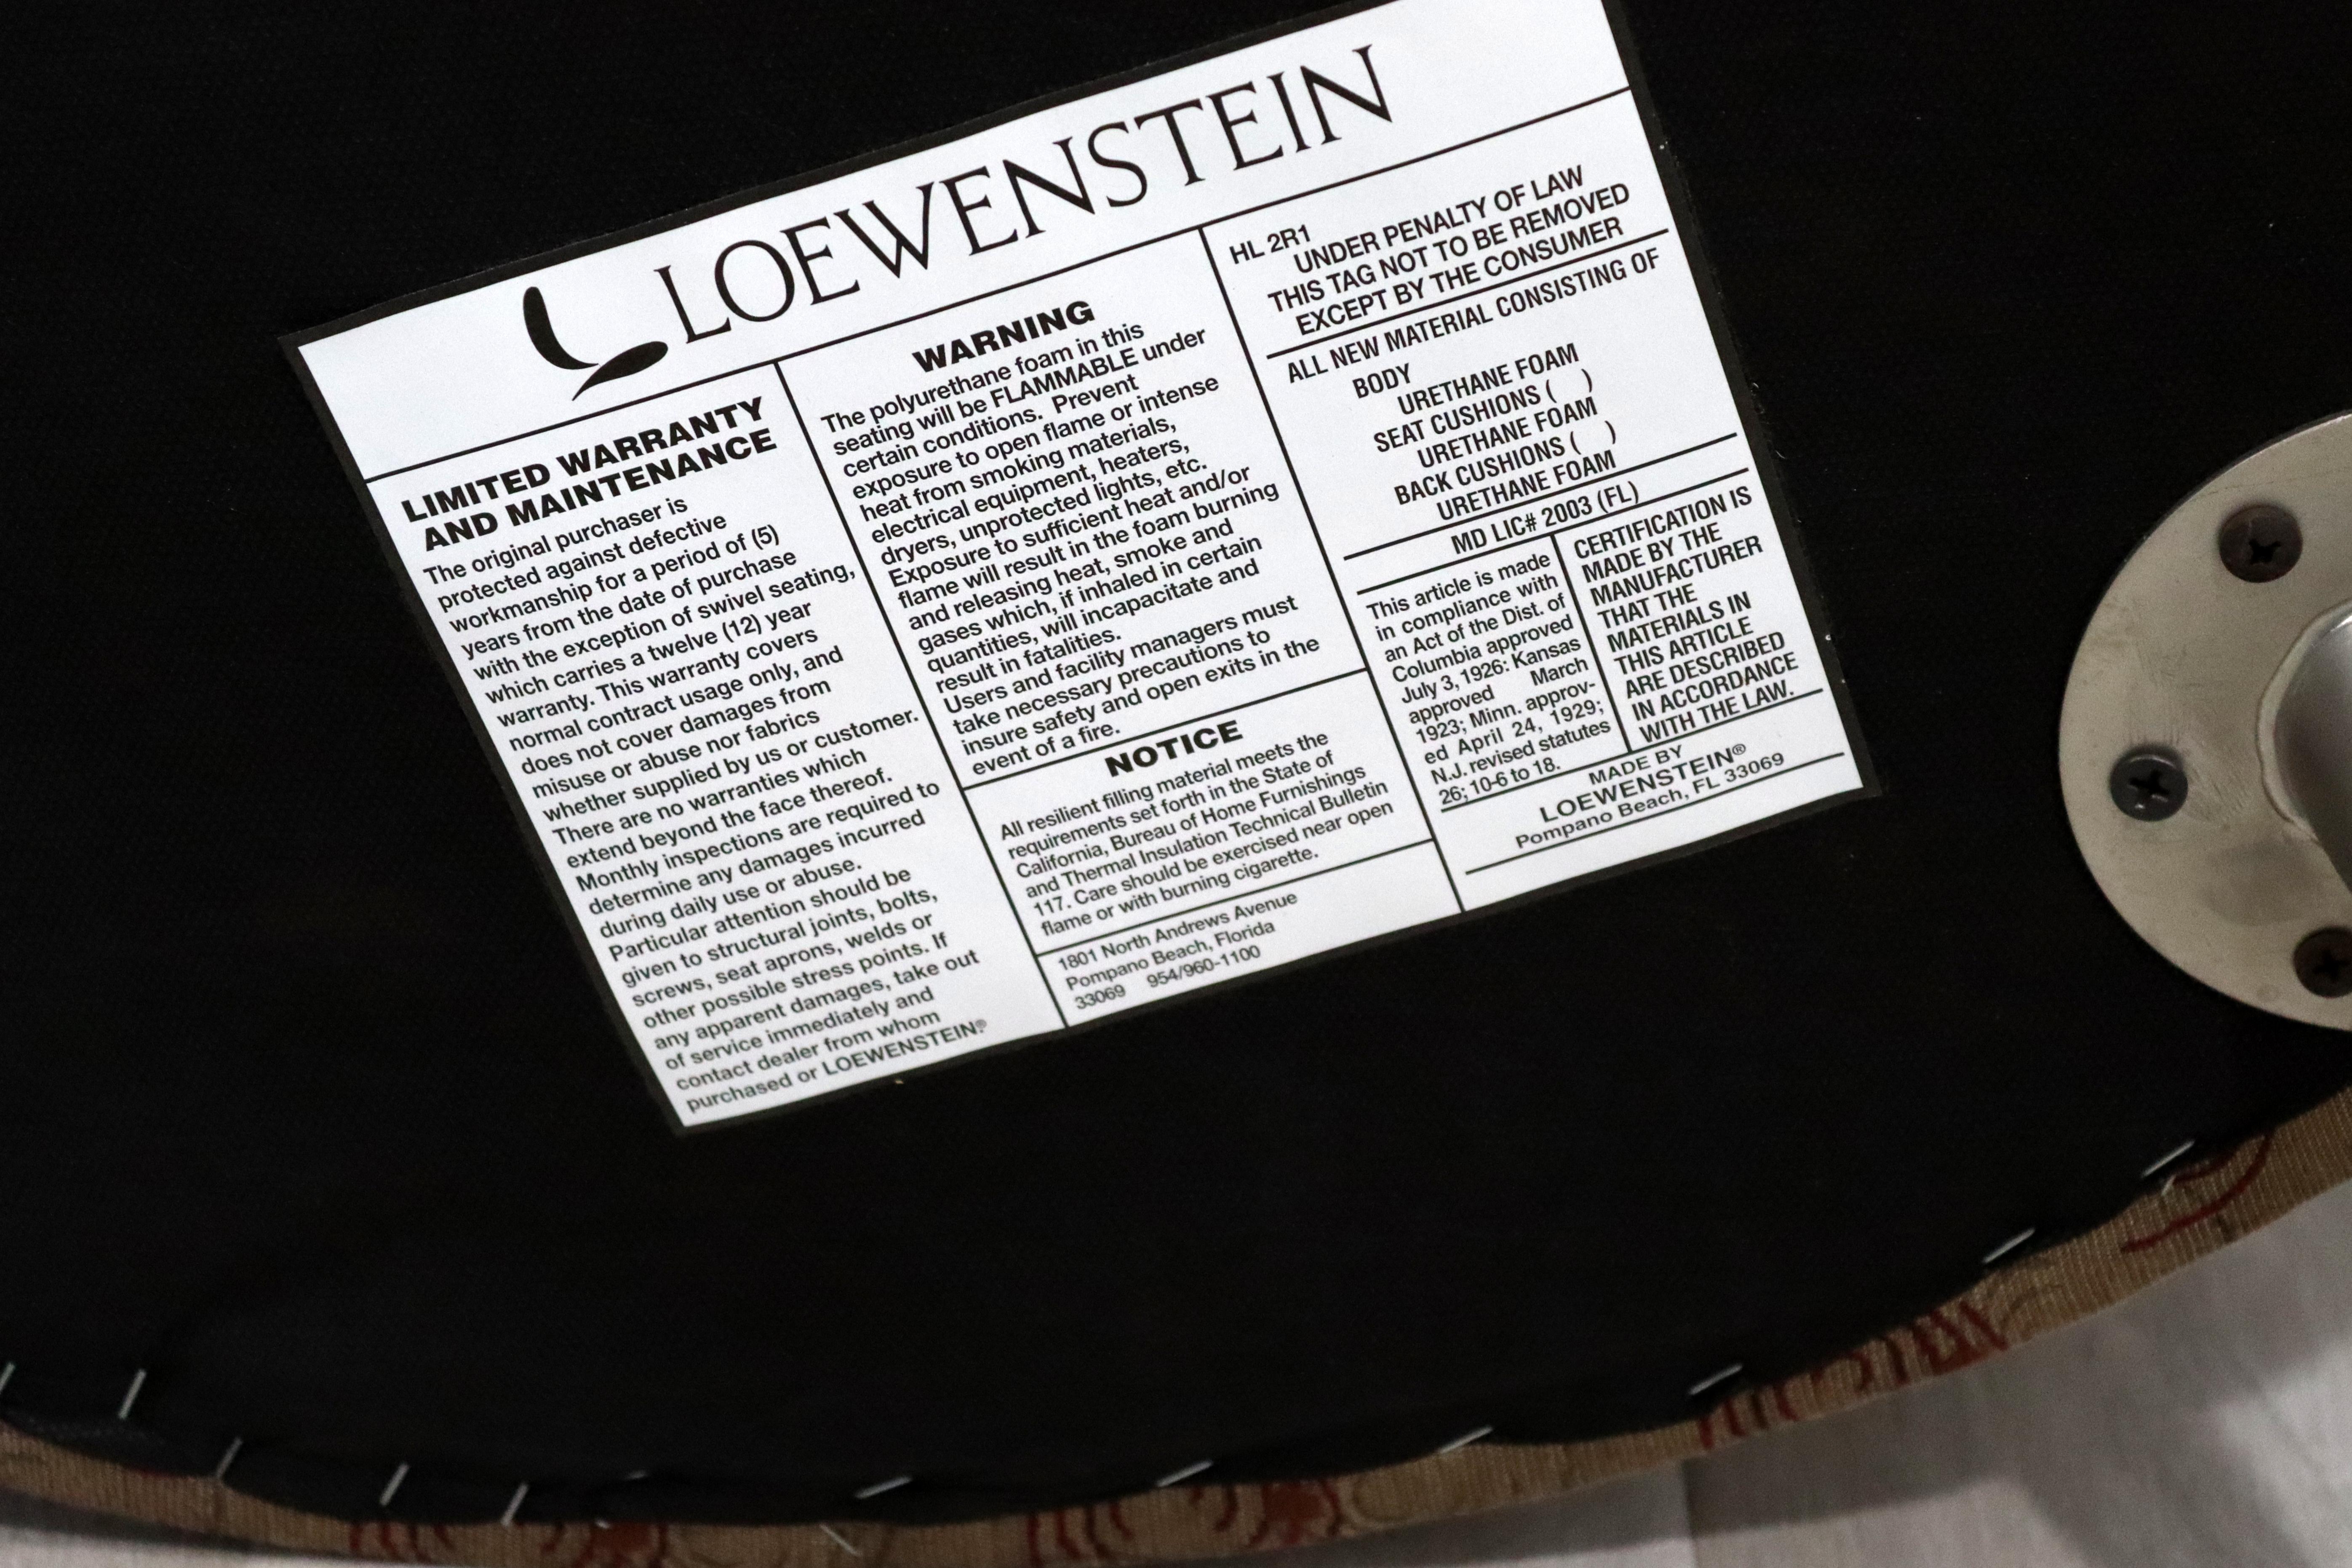 LOEWENSTEIN
LIMITED WARRANTY
AND MAINTENANCE
The original purchaser is
protected against defective
workmanship for a period of (5)
years from the date of purchase
with the exception of swivel seating,
which carries a twelve (12) year
warranty. This warranty covers
normal contract usage only, and
does not cover damages from
misuse or abuse nor fabrics
whether supplied by us or customer.
There are no warranties which
extend beyond the face thereof.
Monthly inspections are required to
determine any damages incurred
during daily use or abuse.
Particular attention should be
given to structural joints, bolts,
screws, seat aprons, welds or
other possible stress points. If
any apparent damages, take out
of service immediately and
contact dealer from whom
purchased or LOEWENSTEIN®.
WARNING
The polyurethane foam in this
seating will be FLAMMABLE under
certain conditions. Prevent
exposure to open flame or intense
heat from smoking materials,
electrical equipment, heaters,
dryers, unprotected lights, etc.
Exposure to sufficient heat and/or
flame will result in the foam burning
and releasing heat, smoke and
gases which, if inhaled in certain
quantities, will incapacitate and
result in fatalities.
Users and facility managers must
take necessary precautions to
insure safety and open exits in the
event of a fire.
NOTICE
All resilient filling material meets the
requirements set forth in the State of
California, Bureau of Home Furnishings
and Thermal Insulation Technical Bulletin
117. Care should be exercised near open
flame or with burning cigarette.
1801 North Andrews Avenue
Pompano Beach, Florida
33069 954/960-1100
HL 2R1
UNDER PENALTY OF LAW
THIS TAG NOT TO BE REMOVED
EXCEPT BY THE CONSUMER
ALL NEW MATERIAL CONSISTING OF
BODY
URETHANE FOAM
SEAT CUSHIONS ( )
URETHANE FOAM
BACK CUSHIONS ( )
URETHANE FOAM
MD LIC# 2003 (FL)
This article is made
in compliance with
an Act of the Dist. of
Columbia approved
July 3, 1926: Kansas
approved March
1923; Minn. approv-
ed April 24, 1929;
N.J. revised statutes
26; 10-6 to 18.
CERTIFICATION IS
MADE BY THE
MANUFACTURER
THAT THE
MATERIALS IN
THIS ARTICLE
ARE DESCRIBED
IN ACCORDANCE
WITH THE LAW.
MADE BY
LOEWENSTEIN®
Pompano Beach, FL 33069